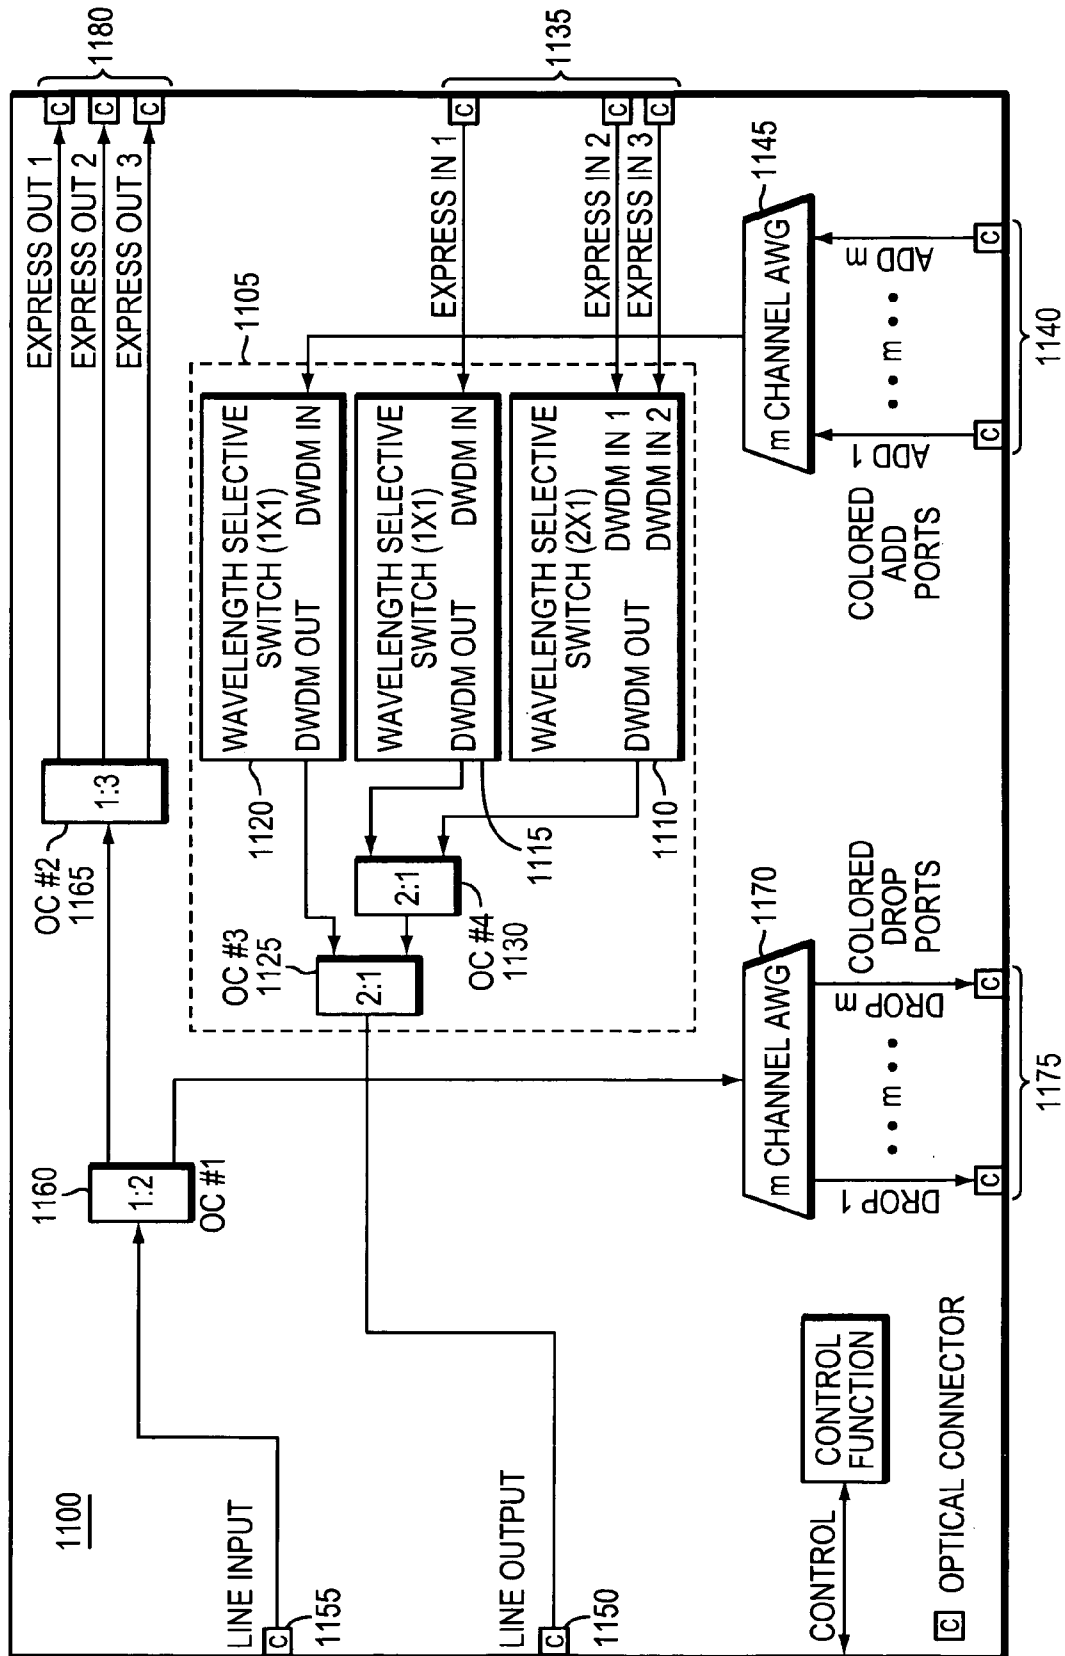 1100
LINE INPUT
C
1155
LINE OUTPUT
C
1150
CONTROL
CONTROL
FUNCTION
C OPTICAL CONNECTOR
1160
1:2
OC #1
OC #2
1165
1:3
EXPRESS OUT 1
EXPRESS OUT 2
EXPRESS OUT 3
C
C
C
1180
1105
WAVELENGTH SELECTIVE
SWITCH (1X1)
DWDM OUT DWDM IN
1120
WAVELENGTH SELECTIVE
SWITCH (1X1)
DWDM OUT DWDM IN
1115
WAVELENGTH SELECTIVE
SWITCH (2X1)
DWDM IN 1
DWDM OUT DWDM IN 2
1110
OC #3
1125
2:1
2:1
OC #4
1130
EXPRESS IN 1
EXPRESS IN 2
EXPRESS IN 3
C
C
C
1135
m CHANNEL AWG
1170
DROP 1
• • m • •
DROP m
COLORED
DROP
PORTS
C
C
1175
m CHANNEL AWG
1145
COLORED
ADD
PORTS
ADD 1
• • m • •
ADD m
C
C
1140